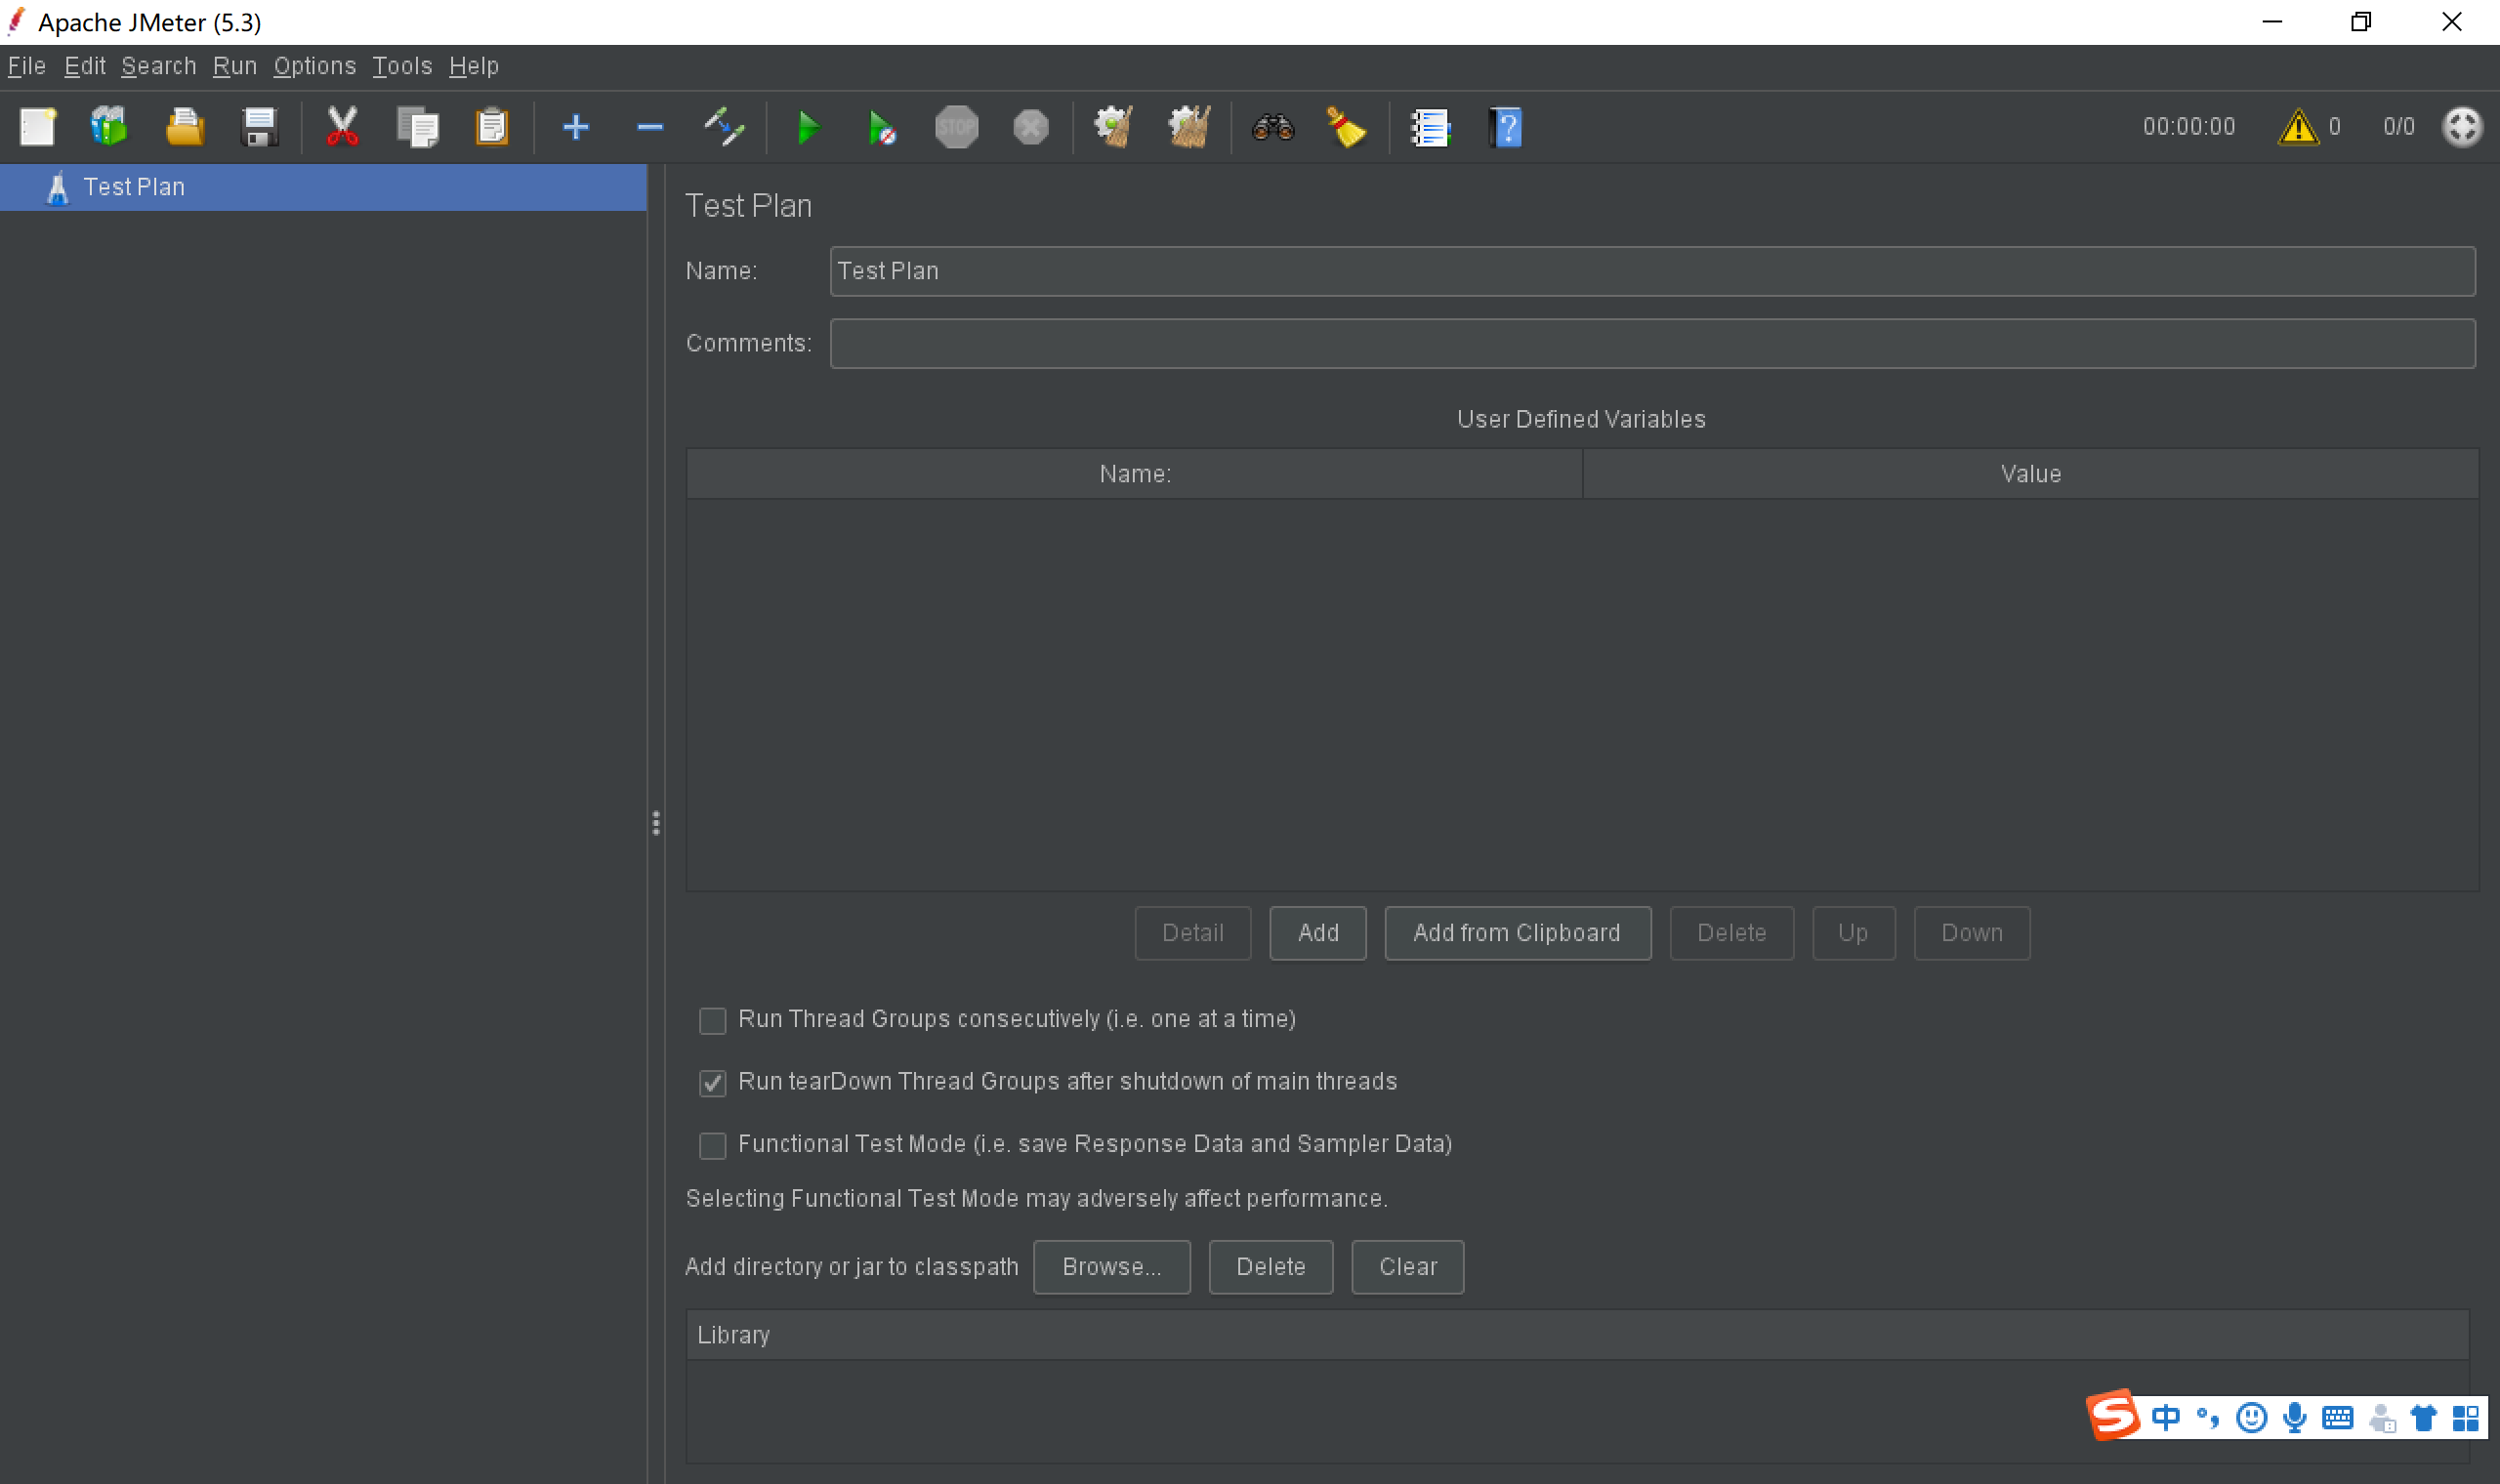 Apache JMeter (5.3)
File Edit Search Run Options Tools Help
STOP
00:00:00 0 0/0
Test Plan
Test Plan
Name: Test Plan
Comments:
User Defined Variables
Name: Value
Detail Add Add from Clipboard Delete Up Down
Run Thread Groups consecutively (i.e. one at a time)
Run tearDown Thread Groups after shutdown of main threads
Functional Test Mode (i.e. save Response Data and Sampler Data)
Selecting Functional Test Mode may adversely affect performance.
Add directory or jar to classpath Browse... Delete Clear
Library
S 中